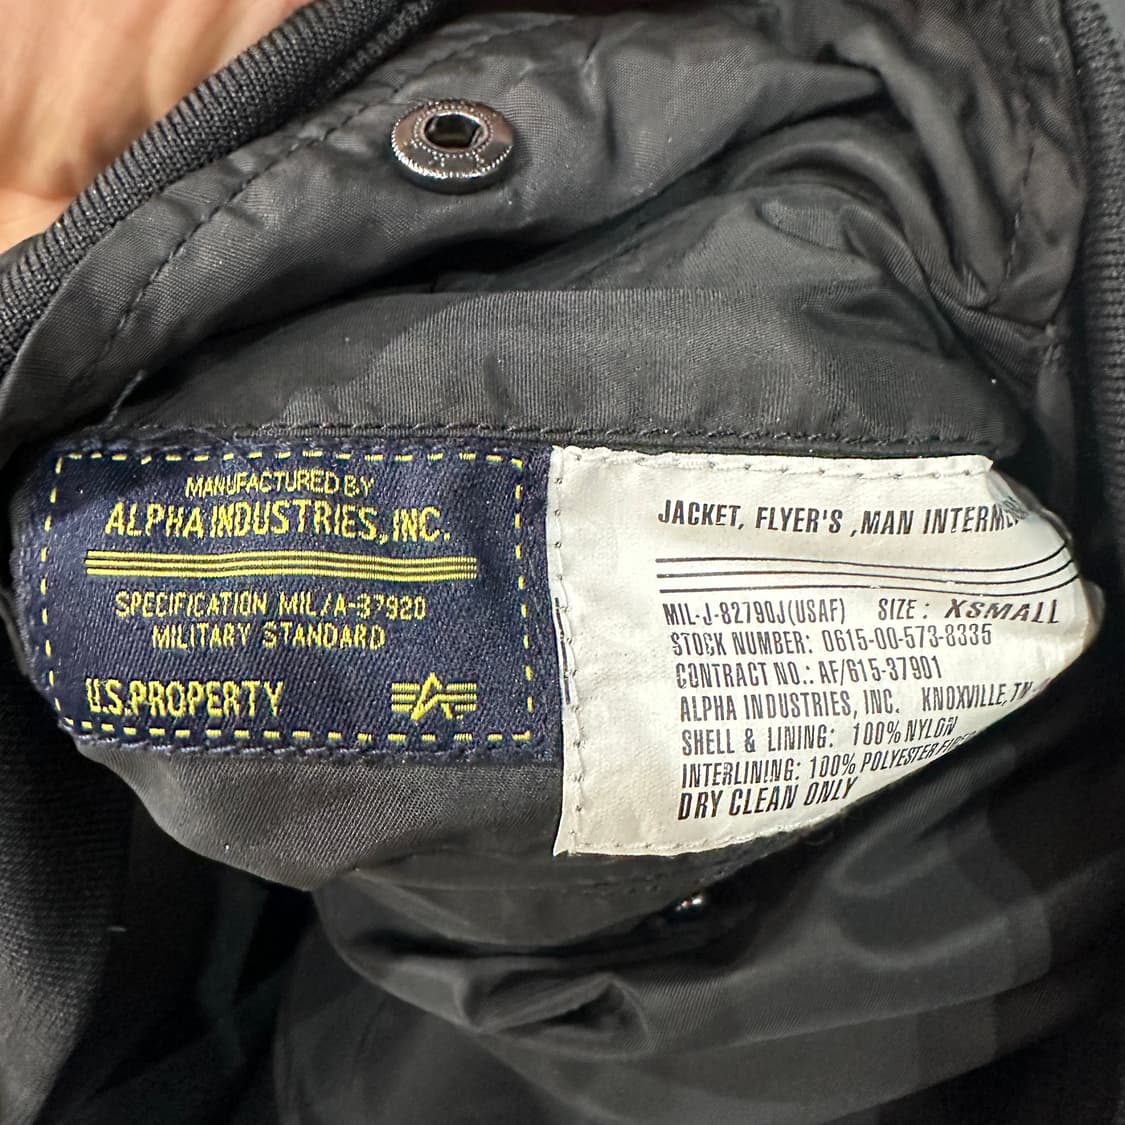 MANUFACTURED BY
ALPHA INDUSTRIES, INC.
SPECIFICATION MIL/A-37920
MILITARY STANDARD
U.S.PROPERTY
JACKET, FLYER'S ,MAN
MIL-J-82790J(USAF) SIZE: XSMALL
STOCK NUMBER: 0615-00-573-8335
CONTRACT NO.: AF/615-37901
ALPHA INDUSTRIES, INC. KNOXVILLE, TN
SHELL & LINING: 100% NYLON
INTERLINING: 100% POLYESTER
DRY CLEAN ONLY